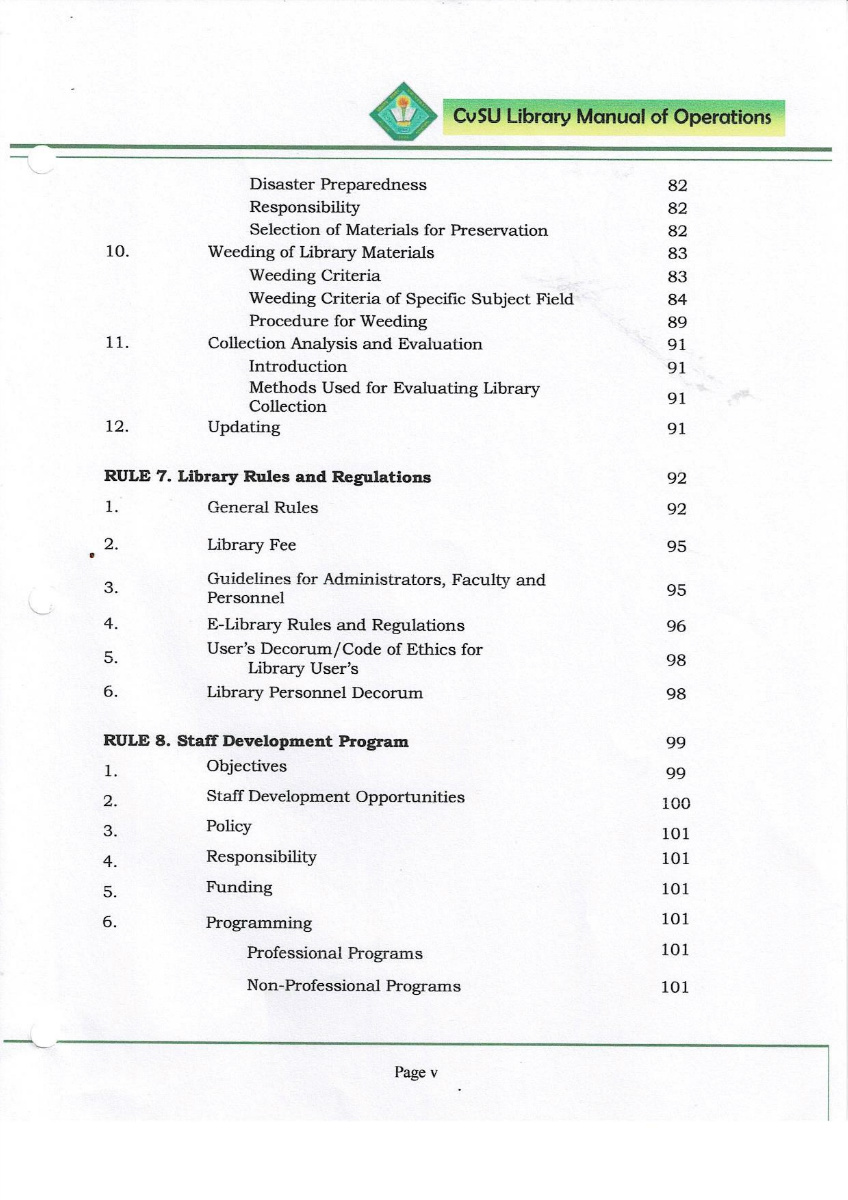 CvSU Library Manual of Operations
Disaster Preparedness 82
Responsibility 82
Selection of Materials for Preservation 82
10. Weeding of Library Materials 83
Weeding Criteria 83
Weeding Criteria of Specific Subject Field 84
Procedure for Weeding 89
11. Collection Analysis and Evaluation 91
Introduction 91
Methods Used for Evaluating Library
Collection 91
12. Updating 91
RULE 7. Library Rules and Regulations 92
1. General Rules 92
2. Library Fee 95
3. Guidelines for Administrators, Faculty and
Personnel 95
4. E-Library Rules and Regulations 96
5. User's Decorum/Code of Ethics for
Library User's 98
6. Library Personnel Decorum 98
RULE 8. Staff Development Program 99
1. Objectives 99
2. Staff Development Opportunities 100
3. Policy 101
4. Responsibility 101
5. Funding 101
6. Programming 101
Professional Programs 101
Non-Professional Programs 101
Page v